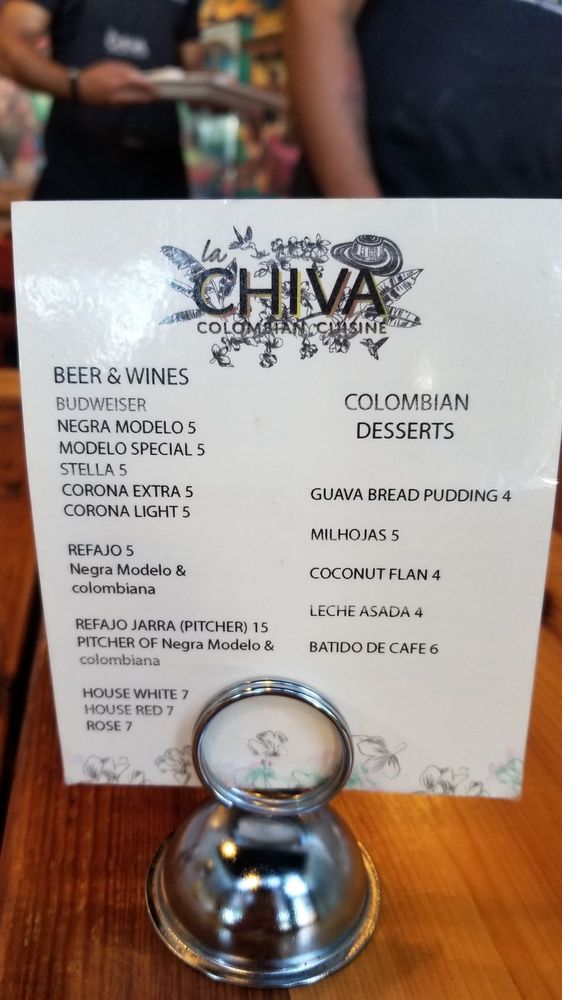 la
CHIVA
COLOMBIAN CUISINE
BEER & WINES
BUDWEISER
NEGRA MODELO 5
MODELO SPECIAL 5
STELLA 5
CORONA EXTRA 5
CORONA LIGHT 5
REFAJO 5
Negra Modelo &
colombiana
REFAJO JARRA (PITCHER) 15
PITCHER OF Negra Modelo &
colombiana
HOUSE WHITE 7
HOUSE RED 7
ROSE 7
COLOMBIAN
DESSERTS
GUAVA BREAD PUDDING 4
MILHOJAS 5
COCONUT FLAN 4
LECHE ASADA 4
BATIDO DE CAFE 6